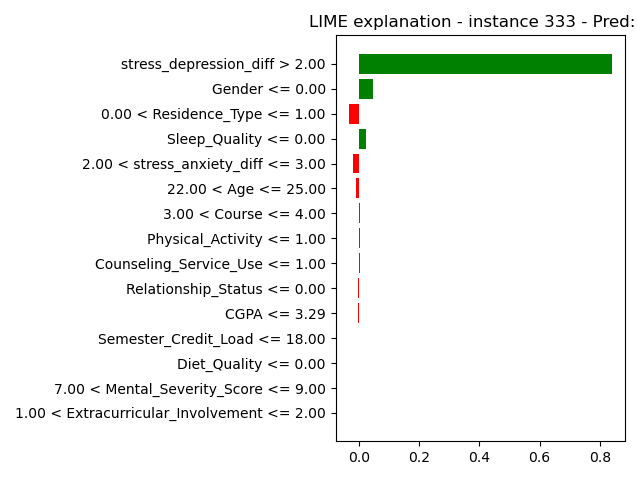 LIME explanation - instance 333 - Pred:
stress_depression_diff > 2.00
Gender <= 0.00
0.00 < Residence_Type <= 1.00
Sleep_Quality <= 0.00
2.00 < stress_anxiety_diff <= 3.00
22.00 < Age <= 25.00
3.00 < Course <= 4.00
Physical_Activity <= 1.00
Counseling_Service_Use <= 1.00
Relationship_Status <= 0.00
CGPA <= 3.29
Semester_Credit_Load <= 18.00
Diet_Quality <= 0.00
7.00 < Mental_Severity_Score <= 9.00
1.00 < Extracurricular_Involvement <= 2.00
0.0 0.2 0.4 0.6 0.8